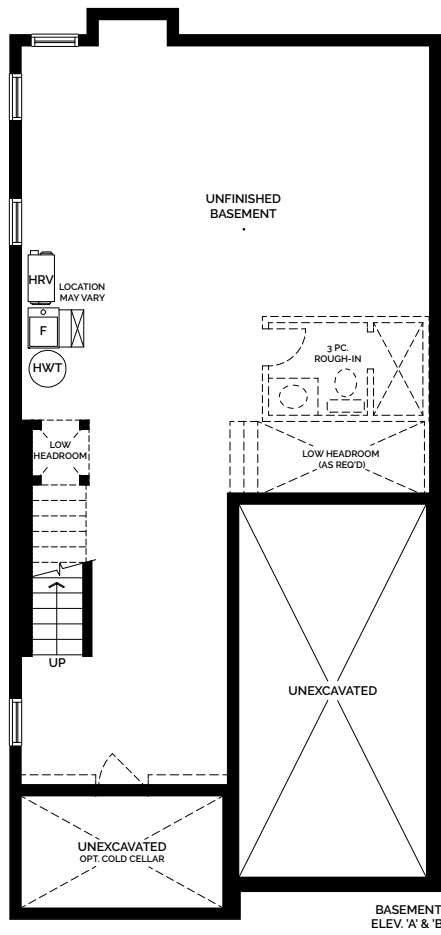 UNFINISHED
BASEMENT
HRV
LOCATION
MAY VARY
F
HWT
3 PC.
ROUGH-IN
LOW
HEADROOM
LOW HEADROOM
(AS REQ'D)
UP
UNEXCAVATED
UNEXCAVATED
OPT. COLD CELLAR
BASEMENT
ELEV. 'A' & 'B